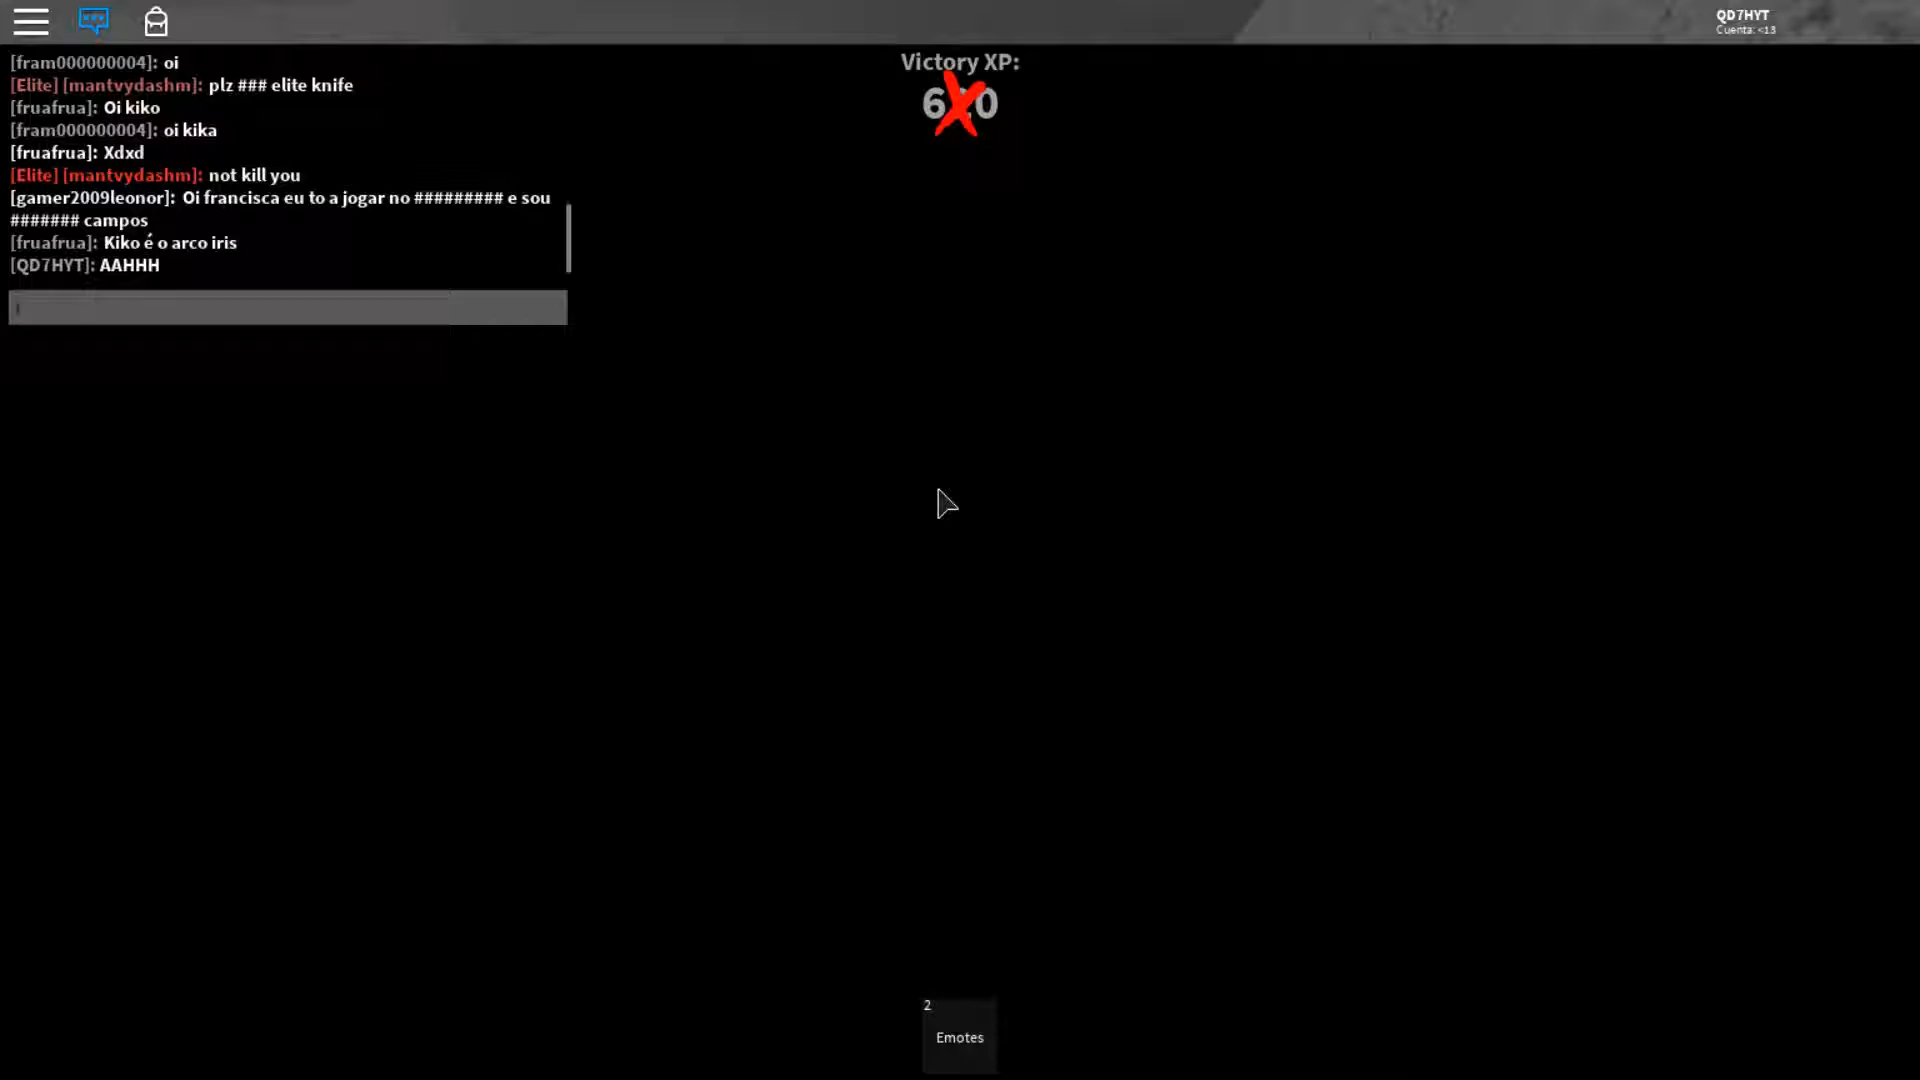 QD7HYT
Cuenta: <13
[fram000000004]: oi
[Elite] [mantvydashm]: plz ### elite knife
[fruafrua]: Oi kiko
[fram000000004]: oi kika
[fruafrua]: Xdxd
[Elite] [mantvydashm]: not kill you
[gamer2009leonor]: Oi francisca eu to a jogar no ######### e sou
####### campos
[fruafrua]: Kiko é o arco iris
[QD7HYT]: AAHHH
Victory XP:
2
Emotes